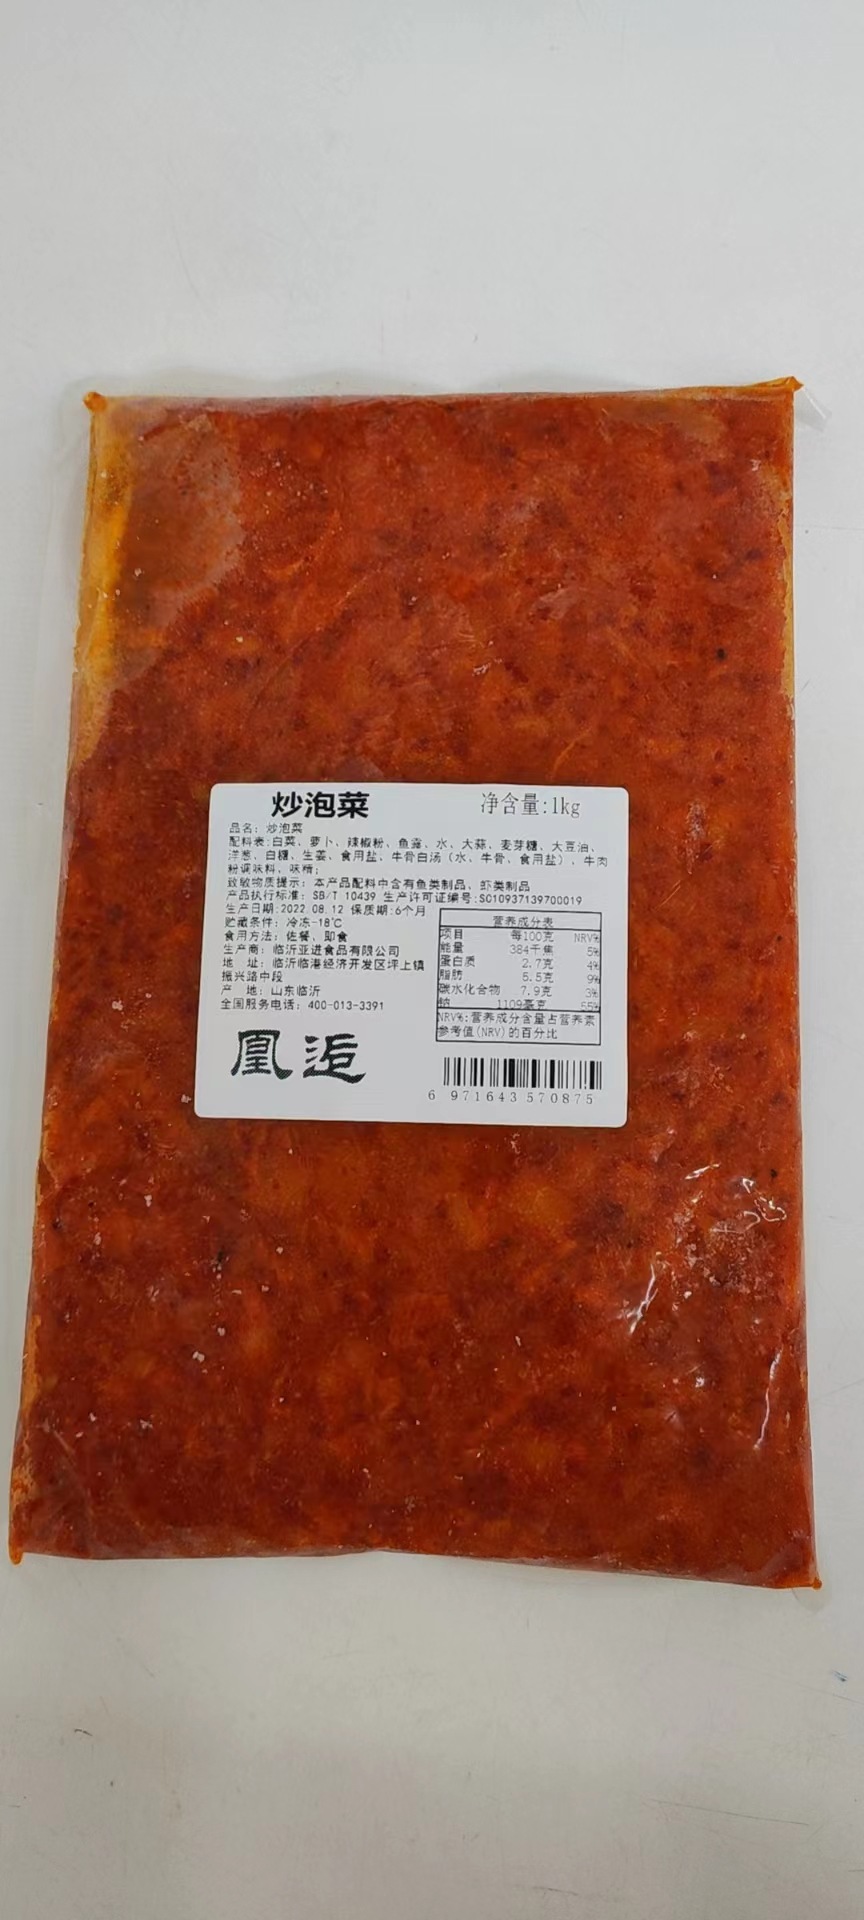 炒泡菜 净含量:1kg
品名: 炒泡菜
配料表:白菜、萝卜、辣椒粉、鱼露、水、大蒜、麦芽糖、大豆油、
洋葱、白糖、生姜、食用盐、牛骨白汤（水、牛骨、食用盐）、牛肉
粉调味料、味精;
致敏物质提示: 本产品配料中含有鱼类制品、虾类制品
产品执行标准: SB/T 10439 生产许可证编号:SC010937139700019
生产日期:2022.08.12 保质期:6个月
贮藏条件: 冷冻-18℃
食用方法: 佐餐、即食
生产商: 临沂亚进食品有限公司
地 址: 临沂临港经济开发区坪上镇
振兴路中段
产 地: 山东临沂
全国服务电话: 400-013-3391
营养成分表
项目 每100克 NRV%
能量 384千焦 5%
蛋白质 2.7克 4%
脂肪 5.5克 9%
碳水化合物 7.9克 3%
钠 1109毫克 55%
NRV%:营养成分含量占营养素
参考值(NRV)的百分比
凰逅
6 971643 570875